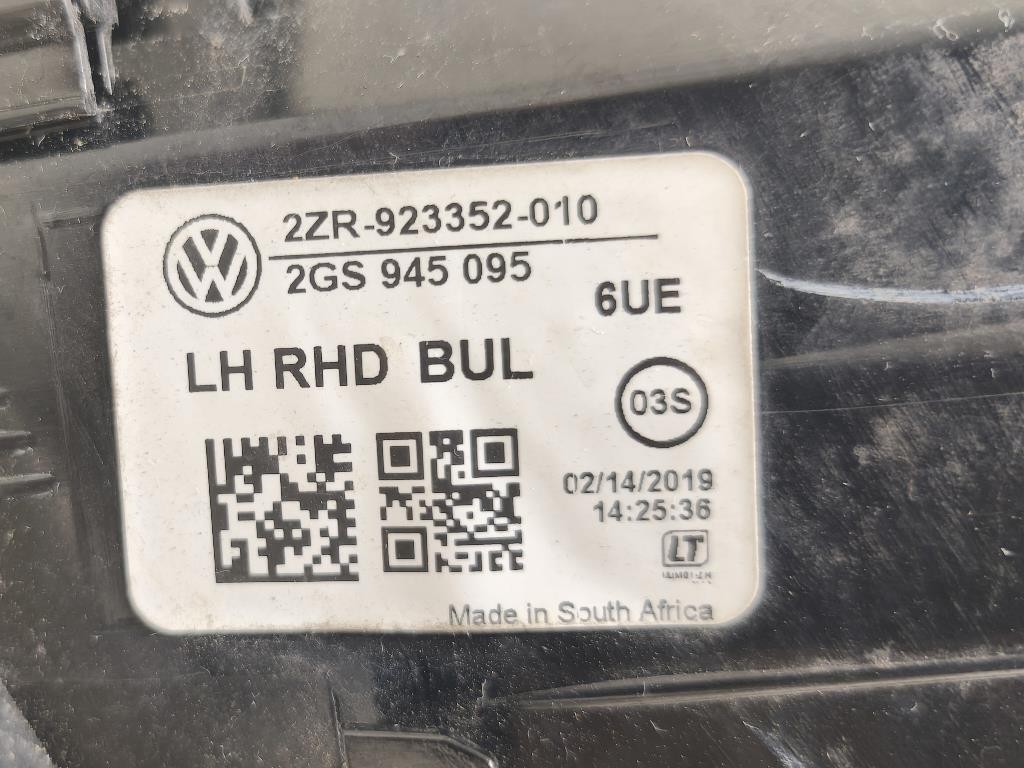 2ZR-923352-010
2GS 945 095
6UE
LH RHD BUL
03S
02/14/2019
14:25:36
LT
Made in South Africa